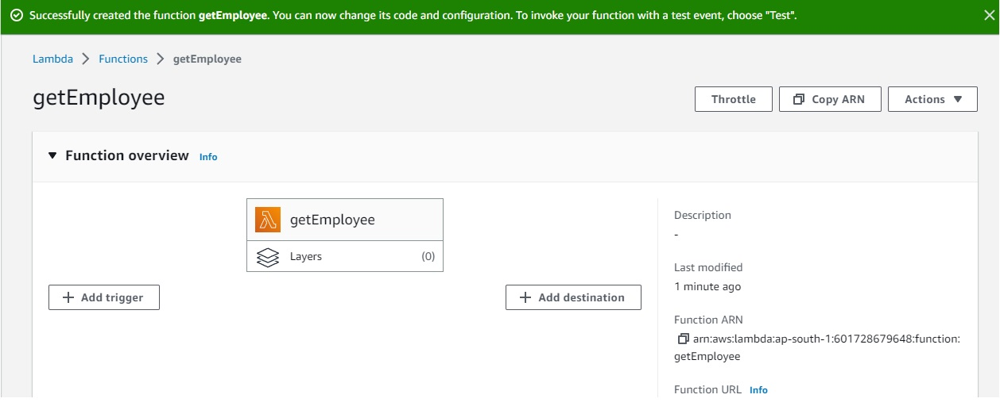 Successfully created the function getEmployee. You can now change its code and configuration. To invoke your function with a test event, choose "Test".
Lambda > Functions > getEmployee
getEmployee
Throttle
Copy ARN
Actions
Function overview Info
getEmployee
Layers (0)
Add trigger
Add destination
Description
-
Last modified
1 minute ago
Function ARN
arn:aws:lambda:ap-south-1:601728679648:function:
getEmployee
Function URL Info